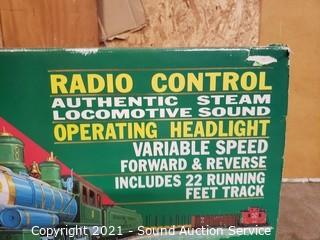 RADIO CONTROL
AUTHENTIC STEAM
LOCOMOTIVE SOUND
OPERATING HEADLIGHT
VARIABLE SPEED
FORWARD & REVERSE
INCLUDES 22 RUNNING
FEET TRACK
Copyright 2021 - Sound Auction Service